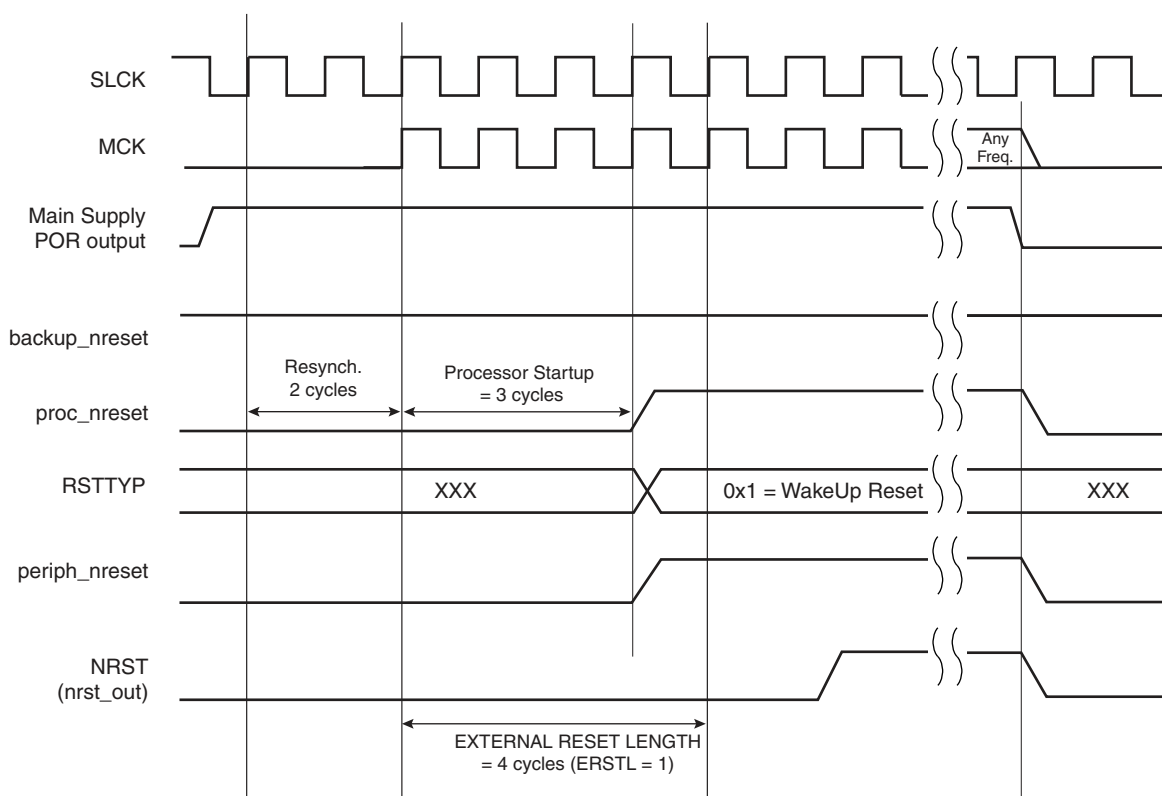 SLCK
MCK
Any
Freq.
Main Supply
POR output
backup_nreset
Resynch.
2 cycles
Processor Startup
= 3 cycles
proc_nreset
RSTTYP
XXX
0x1 = WakeUp Reset
XXX
periph_nreset
NRST
(nrst_out)
EXTERNAL RESET LENGTH
= 4 cycles (ERSTL = 1)